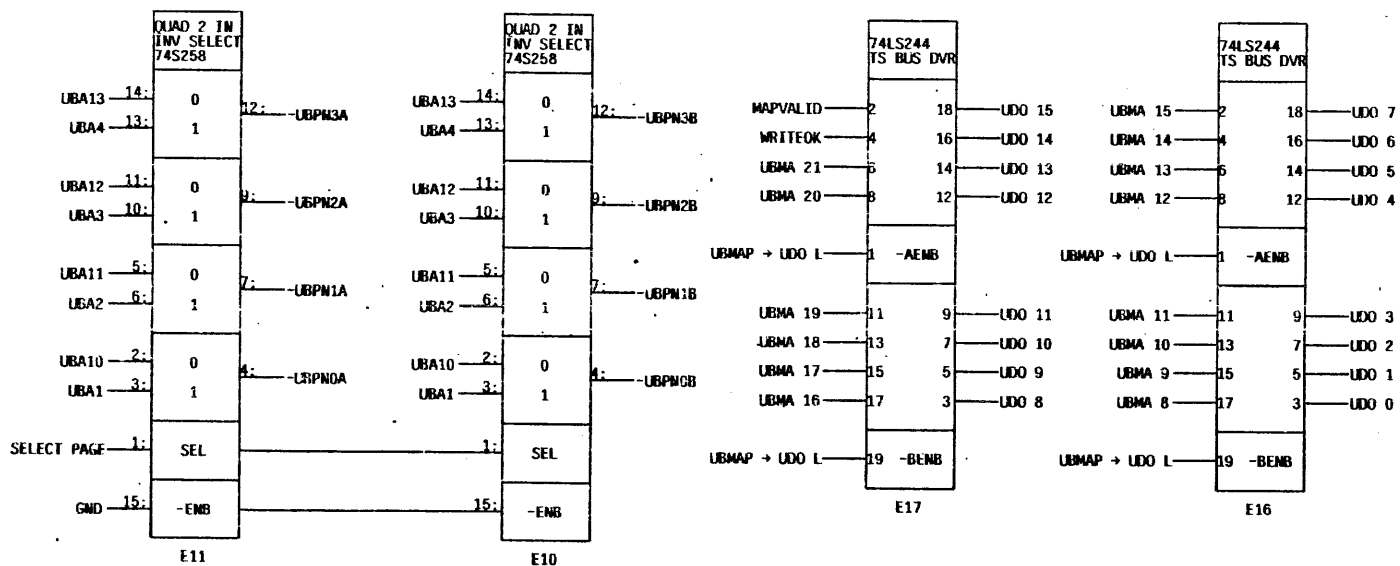 QUAD 2 IN
INV SELECT
74S258
UBA13 14: 0 12: -UBPN3A
UBA4 13: 1
UBA12 11: 0 9: -UBPN2A
UBA3 10: 1
UBA11 5: 0 7: -UBPN1A
UBA2 6: 1
UBA10 2: 0 4: -UBPN0A
UBA1 3: 1
SELECT PAGE 1: SEL
GND 15: -ENB
E11
QUAD 2 IN
INV SELECT
74S258
UBA13 14: 0 12: -UBPN3B
UBA4 13: 1
UBA12 11: 0 9: -UBPN2B
UBA3 10: 1
UBA11 5: 0 7: -UBPN1B
UBA2 6: 1
UBA10 2: 0 4: -UBPN0B
UBA1 3: 1
1: SEL
15: -ENB
E10
74LS244
TS BUS DVR
MAPVALID 2 18 UDO 15
WRITEOK 4 16 UDO 14
UBMA 21 6 14 UDO 13
UBMA 20 8 12 UDO 12
UBMAP → UDO L 1 -AENB
UBMA 19 11 9 UDO 11
UBMA 18 13 7 UDO 10
UBMA 17 15 5 UDO 9
UBMA 16 17 3 UDO 8
UBMAP → UDO L 19 -BENB
E17
74LS244
TS BUS DVR
UBMA 15 2 18 UDO 7
UBMA 14 4 16 UDO 6
UBMA 13 6 14 UDO 5
UBMA 12 8 12 UDO 4
UBMAP → UDO L 1 -AENB
UBMA 11 11 9 UDO 3
UBMA 10 13 7 UDO 2
UBMA 9 15 5 UDO 1
UBMA 8 17 3 UDO 0
UBMAP → UDO L 19 -BENB
E16